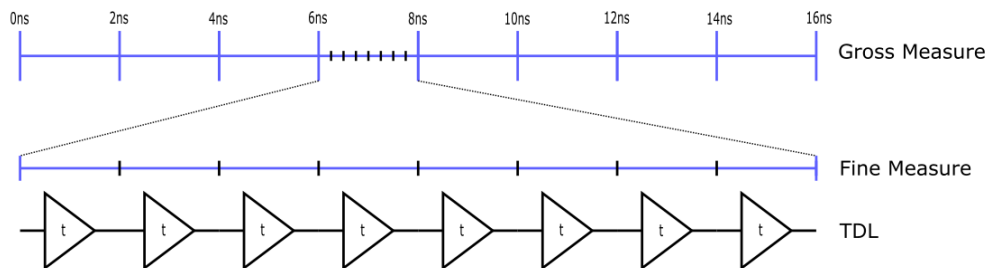 0ns 2ns 4ns 6ns 8ns 10ns 12ns 14ns 16ns
Gross Measure
Fine Measure
t t t t t t t t
TDL